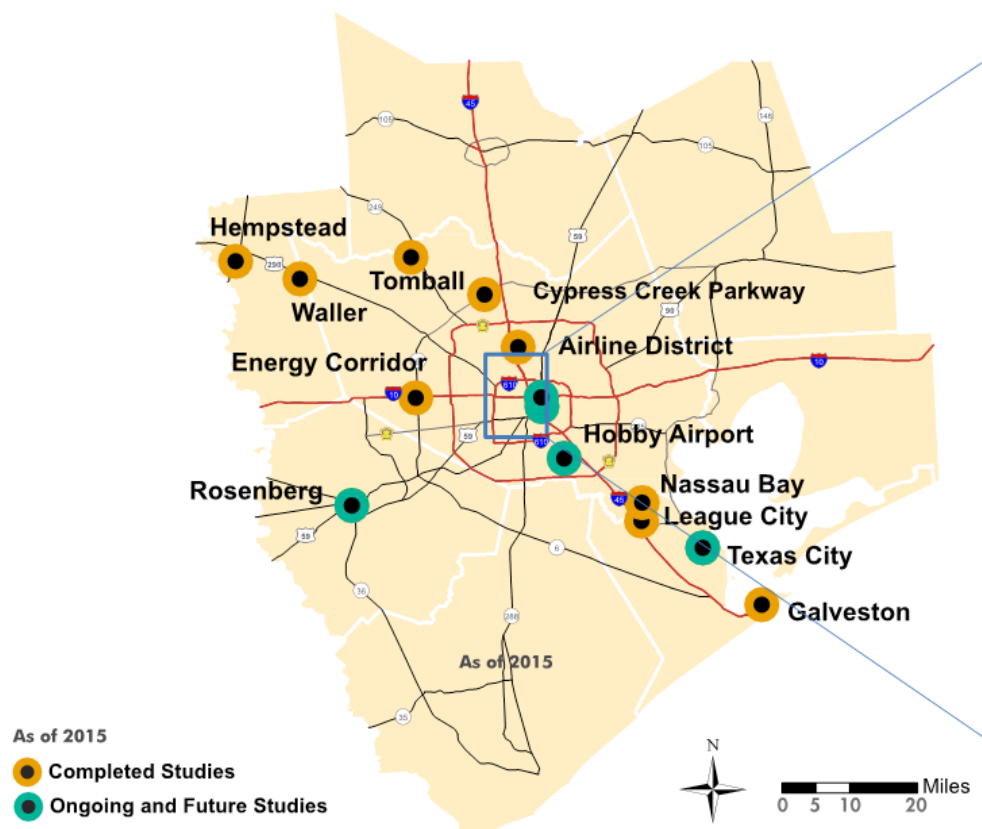 45
105
146
105
249
59
Hempstead
290
Tomball
Cypress Creek Parkway
Waller
90
Airline District
Energy Corridor
10
610
10
59
Hobby Airport
610
Rosenberg
Nassau Bay
45
League City
59
6
Texas City
36
Galveston
288
As of 2015
35
As of 2015
Completed Studies
Ongoing and Future Studies
N
Miles
0 5 10 20